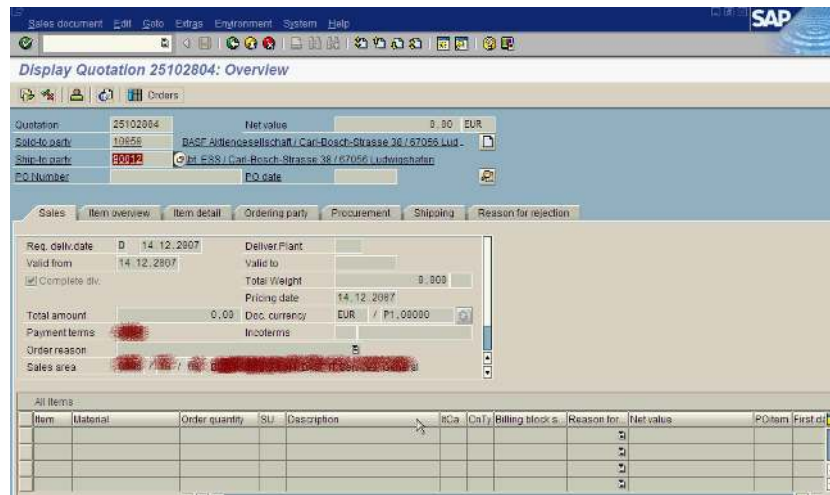 Sales document Edit Goto Extras Environment System Help
SAP
Display Quotation 25102804: Overview
Orders
Quotation 25102804 Net value 0,00 EUR
Sold-to party 10858 BASF Aktiengesellschaft / Carl-Bosch-Strasse 38 / 67056 Lud..
Ship-to party 80012 bt. ESS / Carl-Bosch-Strasse 38 / 67056 Ludwigshafen
PO Number PO date
Sales Item overview Item detail Ordering party Procurement Shipping Reason for rejection
Req. deliv.date D 14.12.2007 Deliver.Plant
Valid from 14.12.2007 Valid to
Complete dlv. Total Weight 0,000
Pricing date 14.12.2007
Total amount 0,00 Doc. currency EUR / P1,00000
Payment terms Incoterms
Order reason
Sales area
All items
Item Material Order quantity SU Description ItCa CnTy Billing block s.. Reason for.. Net value POitem First da